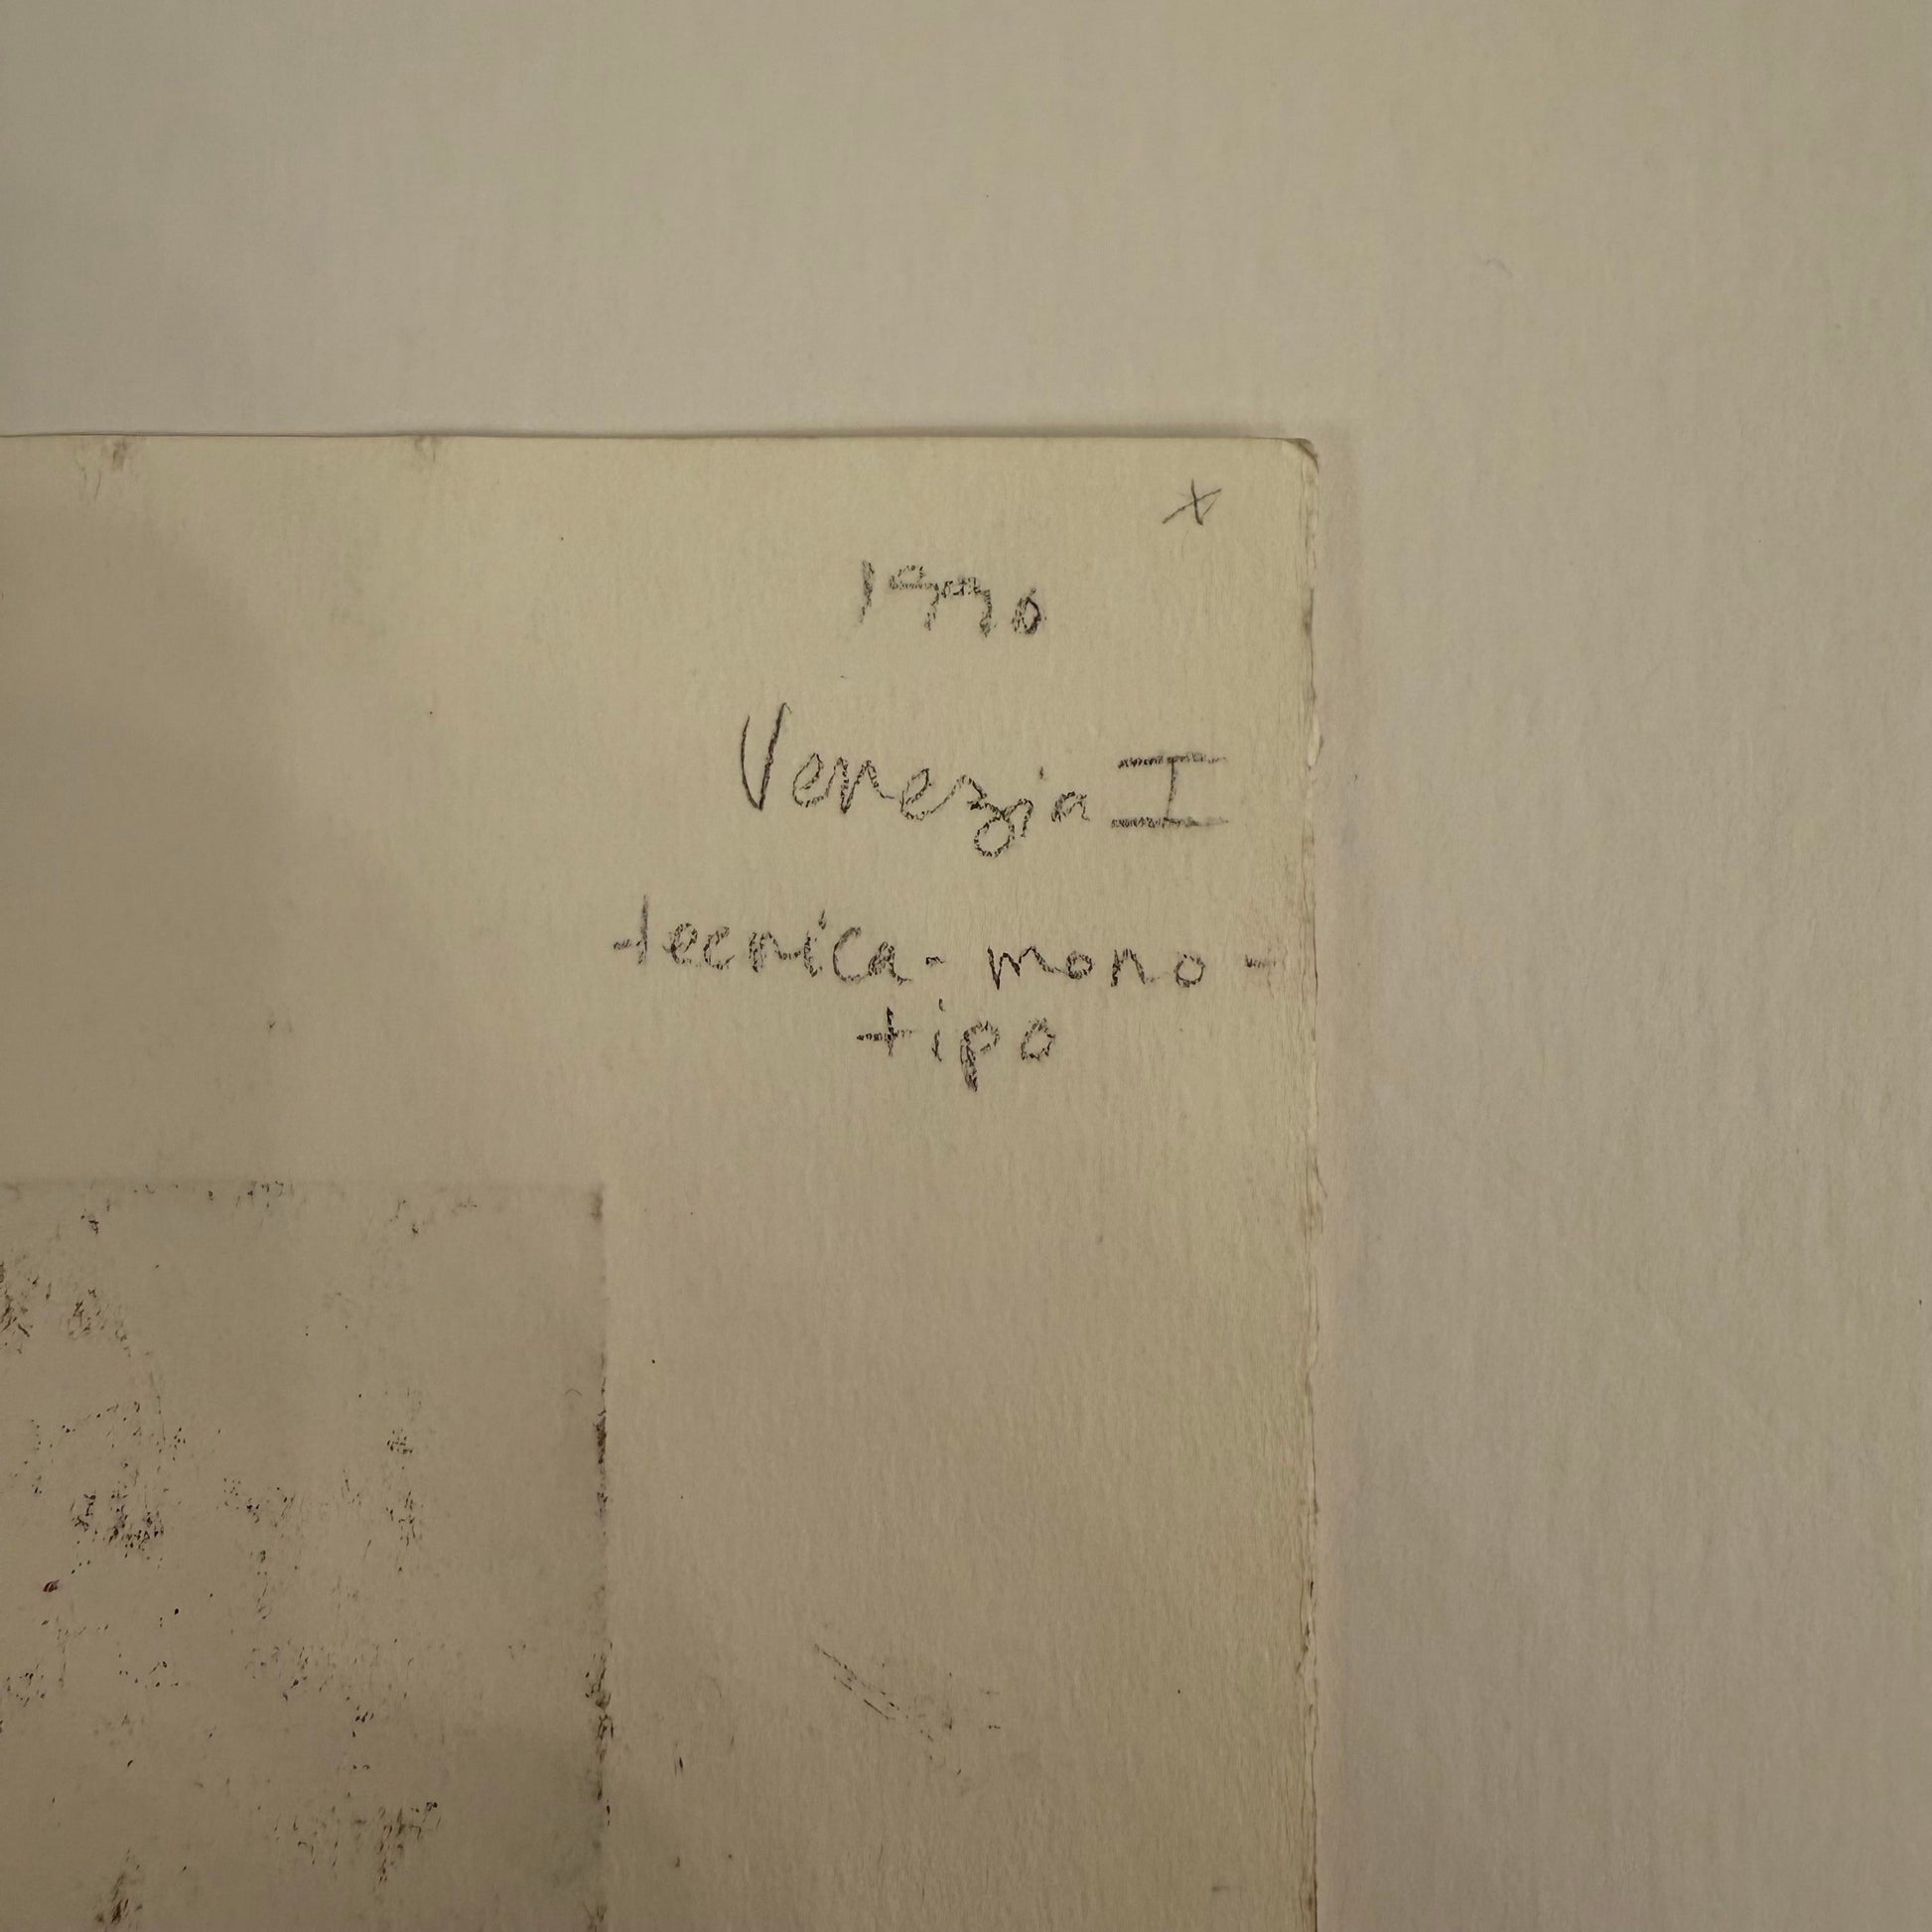 x
1970
Venezia I
tecnica - mono -
tipo